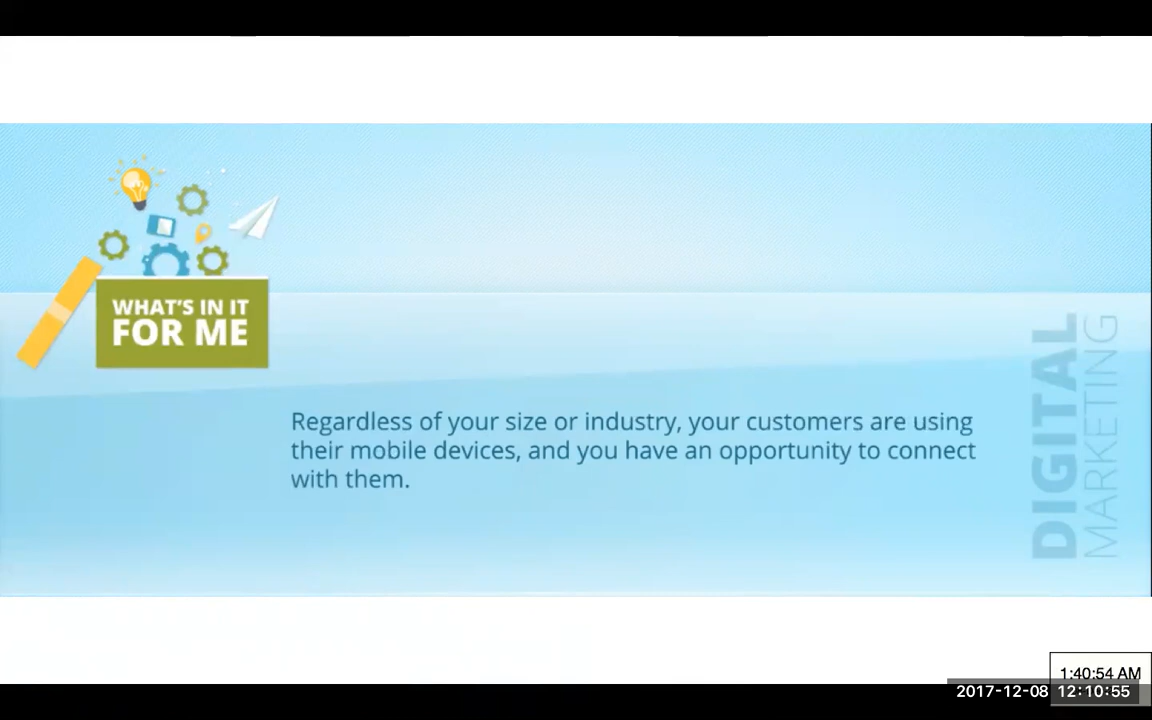 WHAT'S IN IT
FOR ME
Regardless of your size or industry, your customers are using
their mobile devices, and you have an opportunity to connect
with them.
DIGITAL
MARKETING
1:40:54 AM
2017-12-08 12:10:55